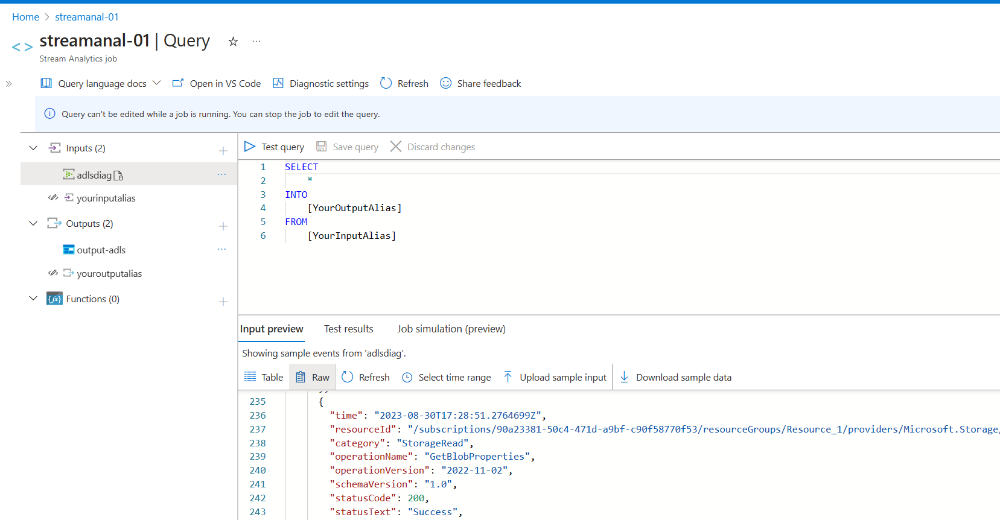 Home > streamanal-01
streamanal-01 | Query ☆ ···
Stream Analytics job
Query language docs Open in VS Code Diagnostic settings Refresh Share feedback
Query can't be edited while a job is running. You can stop the job to edit the query.
Inputs (2)
adlsdiag
yourinputalias
Outputs (2)
output-adls
youroutputalias
{fx} Functions (0)
Test query Save query Discard changes
1 SELECT
2 *
3 INTO
4 [YourOutputAlias]
5 FROM
6 [YourInputAlias]
Input preview Test results Job simulation (preview)
Showing sample events from 'adlsdiag'.
Table Raw Refresh Select time range Upload sample input Download sample data
235 {
236 "time": "2023-08-30T17:28:51.2764699Z",
237 "resourceId": "/subscriptions/90a23381-50c4-471d-a9bf-c90f58770f53/resourceGroups/Resource_1/providers/Microsoft.Storage/
238 "category": "StorageRead",
239 "operationName": "GetBlobProperties",
240 "operationVersion": "2022-11-02",
241 "schemaVersion": "1.0",
242 "statusCode": 200,
243 "statusText": "Success",